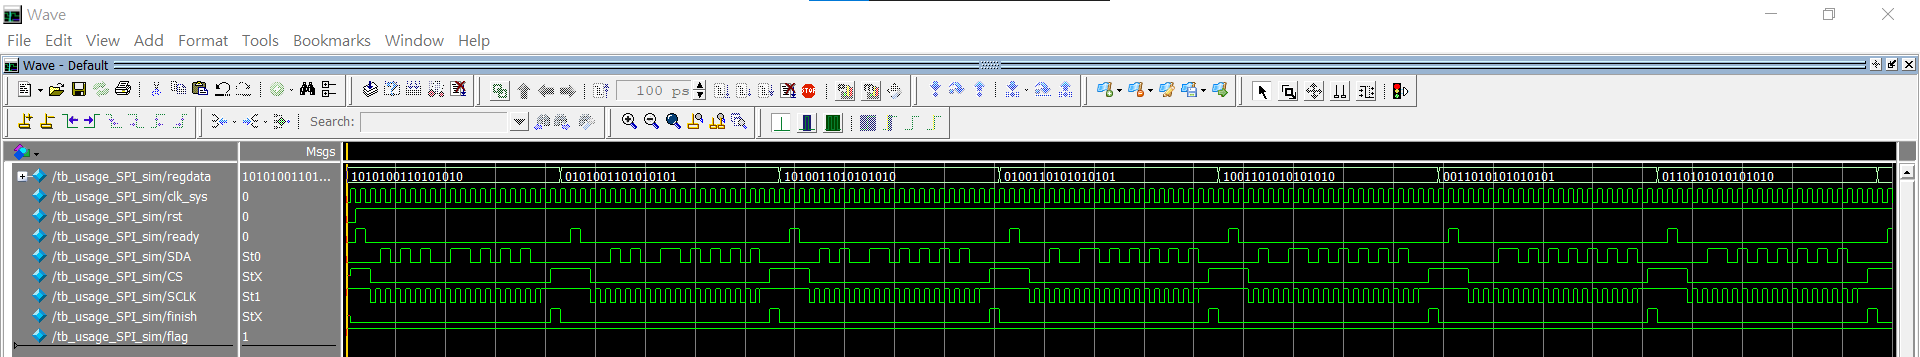 Wave
File Edit View Add Format Tools Bookmarks Window Help
Wave - Default
100 ps
Search:
Msgs
/tb_usage_SPI_sim/regdata 10101001101... 1010100110101010 0101001101010101 1010011010101010 0100110101010101 1001101010101010 0011010101010101 0110101010101010
/tb_usage_SPI_sim/clk_sys 0
/tb_usage_SPI_sim/rst 0
/tb_usage_SPI_sim/ready 0
/tb_usage_SPI_sim/SDA St0
/tb_usage_SPI_sim/CS StX
/tb_usage_SPI_sim/SCLK St1
/tb_usage_SPI_sim/finish StX
/tb_usage_SPI_sim/flag 1